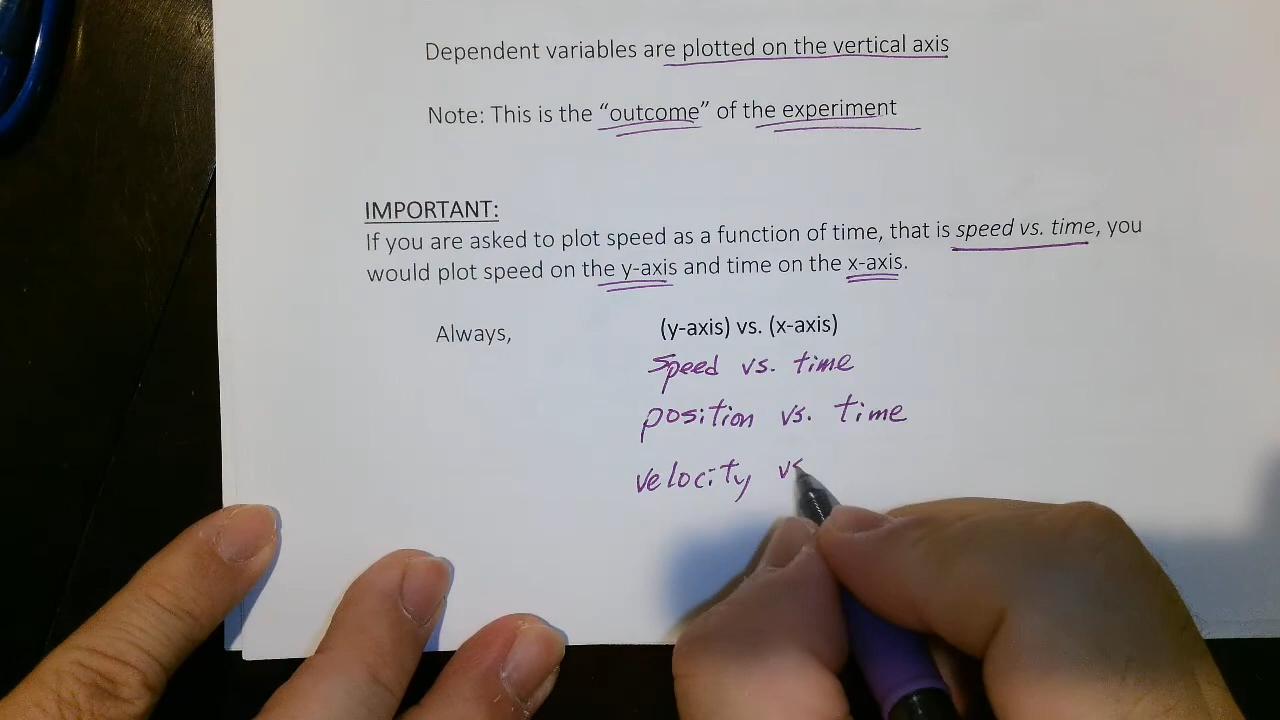 Dependent variables are plotted on the vertical axis
Note: This is the “outcome” of the experiment
IMPORTANT:
If you are asked to plot speed as a function of time, that is speed vs. time, you
would plot speed on the y-axis and time on the x-axis.
Always, (y-axis) vs. (x-axis)
speed vs. time
position vs. time
velocity vs